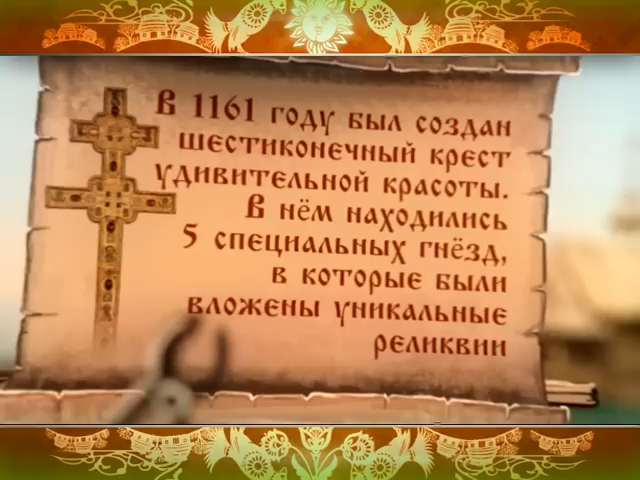 В 1161 году был создан
шестиконечный крест
удивительной красоты.
В нём находились
5 специальных гнёзд,
в которые были
вложены уникальные
реликвии